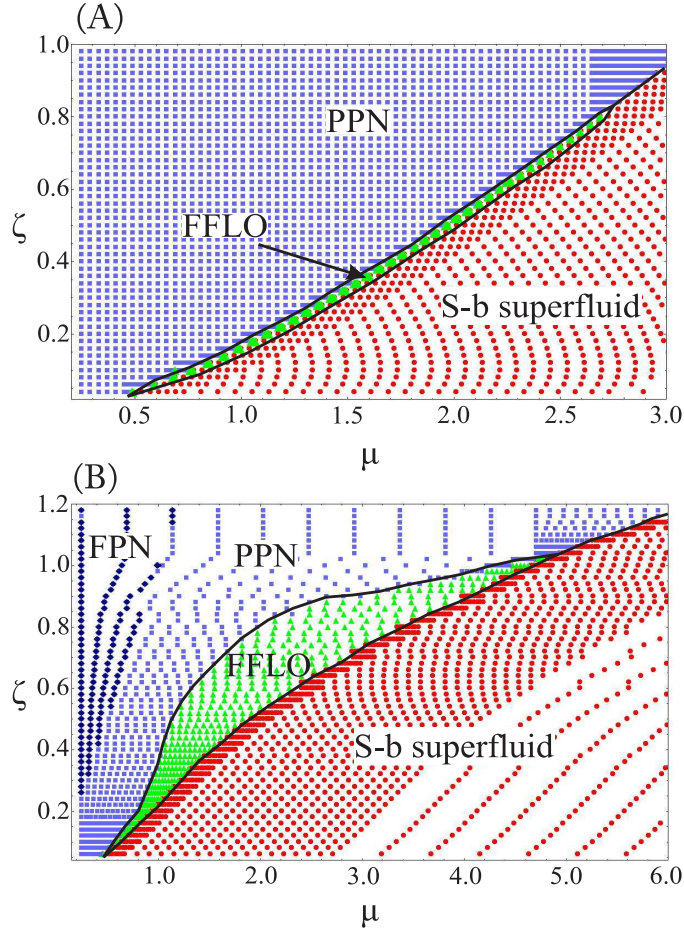 (A)
1.0
0.8
PPN
0.6
FFLO
ζ
0.4
S-b superfluid
0.2
0.5 1.0 1.5 2.0 2.5 3.0
μ
(B)
1.2
FPN PPN
1.0
0.8
FFLO
ζ
0.6
S-b superfluid
0.4
0.2
1.0 2.0 3.0 4.0 5.0 6.0
μ